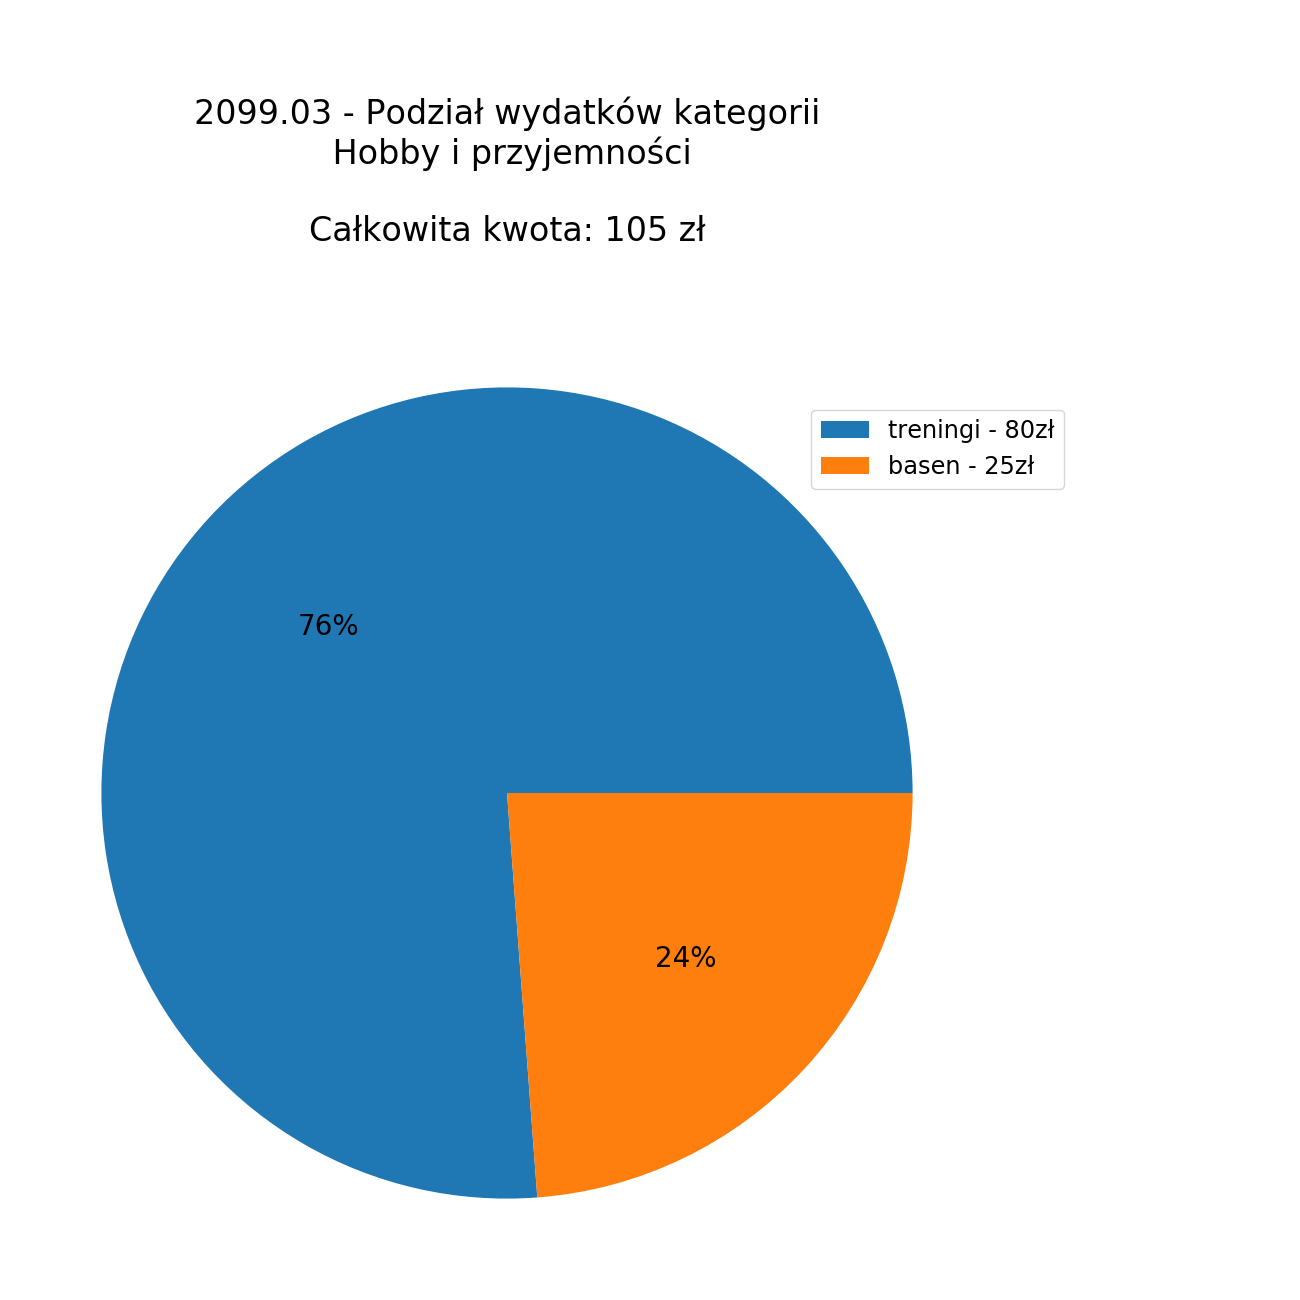 2099.03 - Podział wydatków kategorii
Hobby i przyjemności
Całkowita kwota: 105 zł
treningi - 80zł
basen - 25zł
76%
24%